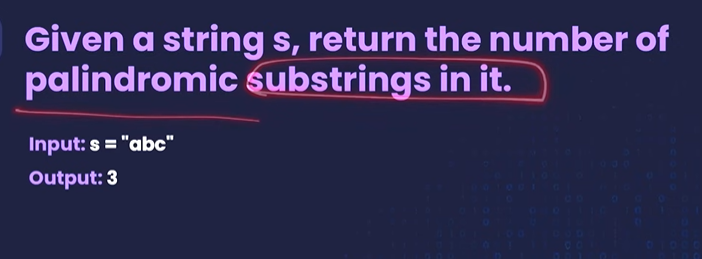 Given a string s, return the number of
palindromic substrings in it.
Input: s = "abc"
Output: 3